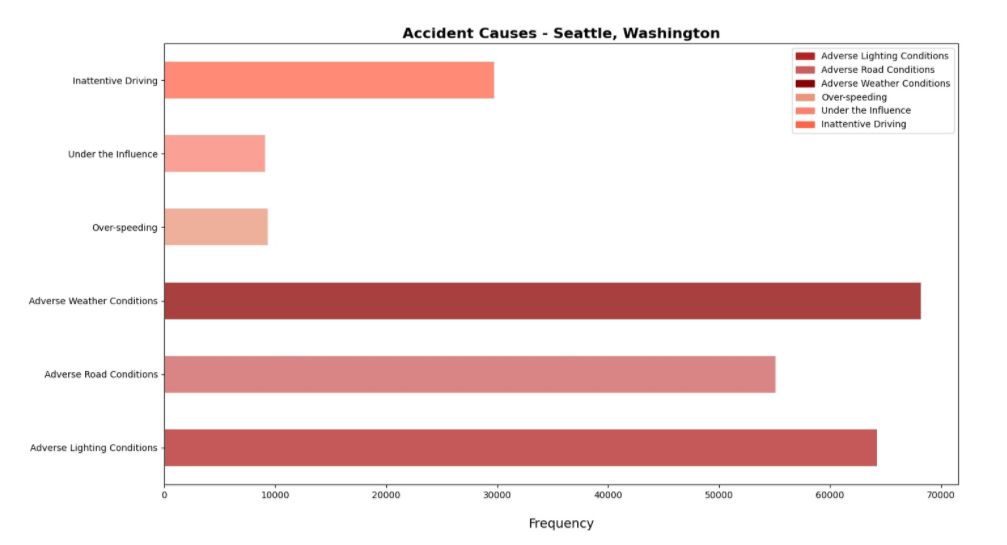 Accident Causes - Seattle, Washington
Adverse Lighting Conditions
Adverse Road Conditions
Adverse Weather Conditions
Over-speeding
Under the Influence
Inattentive Driving
Inattentive Driving
Under the Influence
Over-speeding
Adverse Weather Conditions
Adverse Road Conditions
Adverse Lighting Conditions
0 10000 20000 30000 40000 50000 60000 70000
Frequency